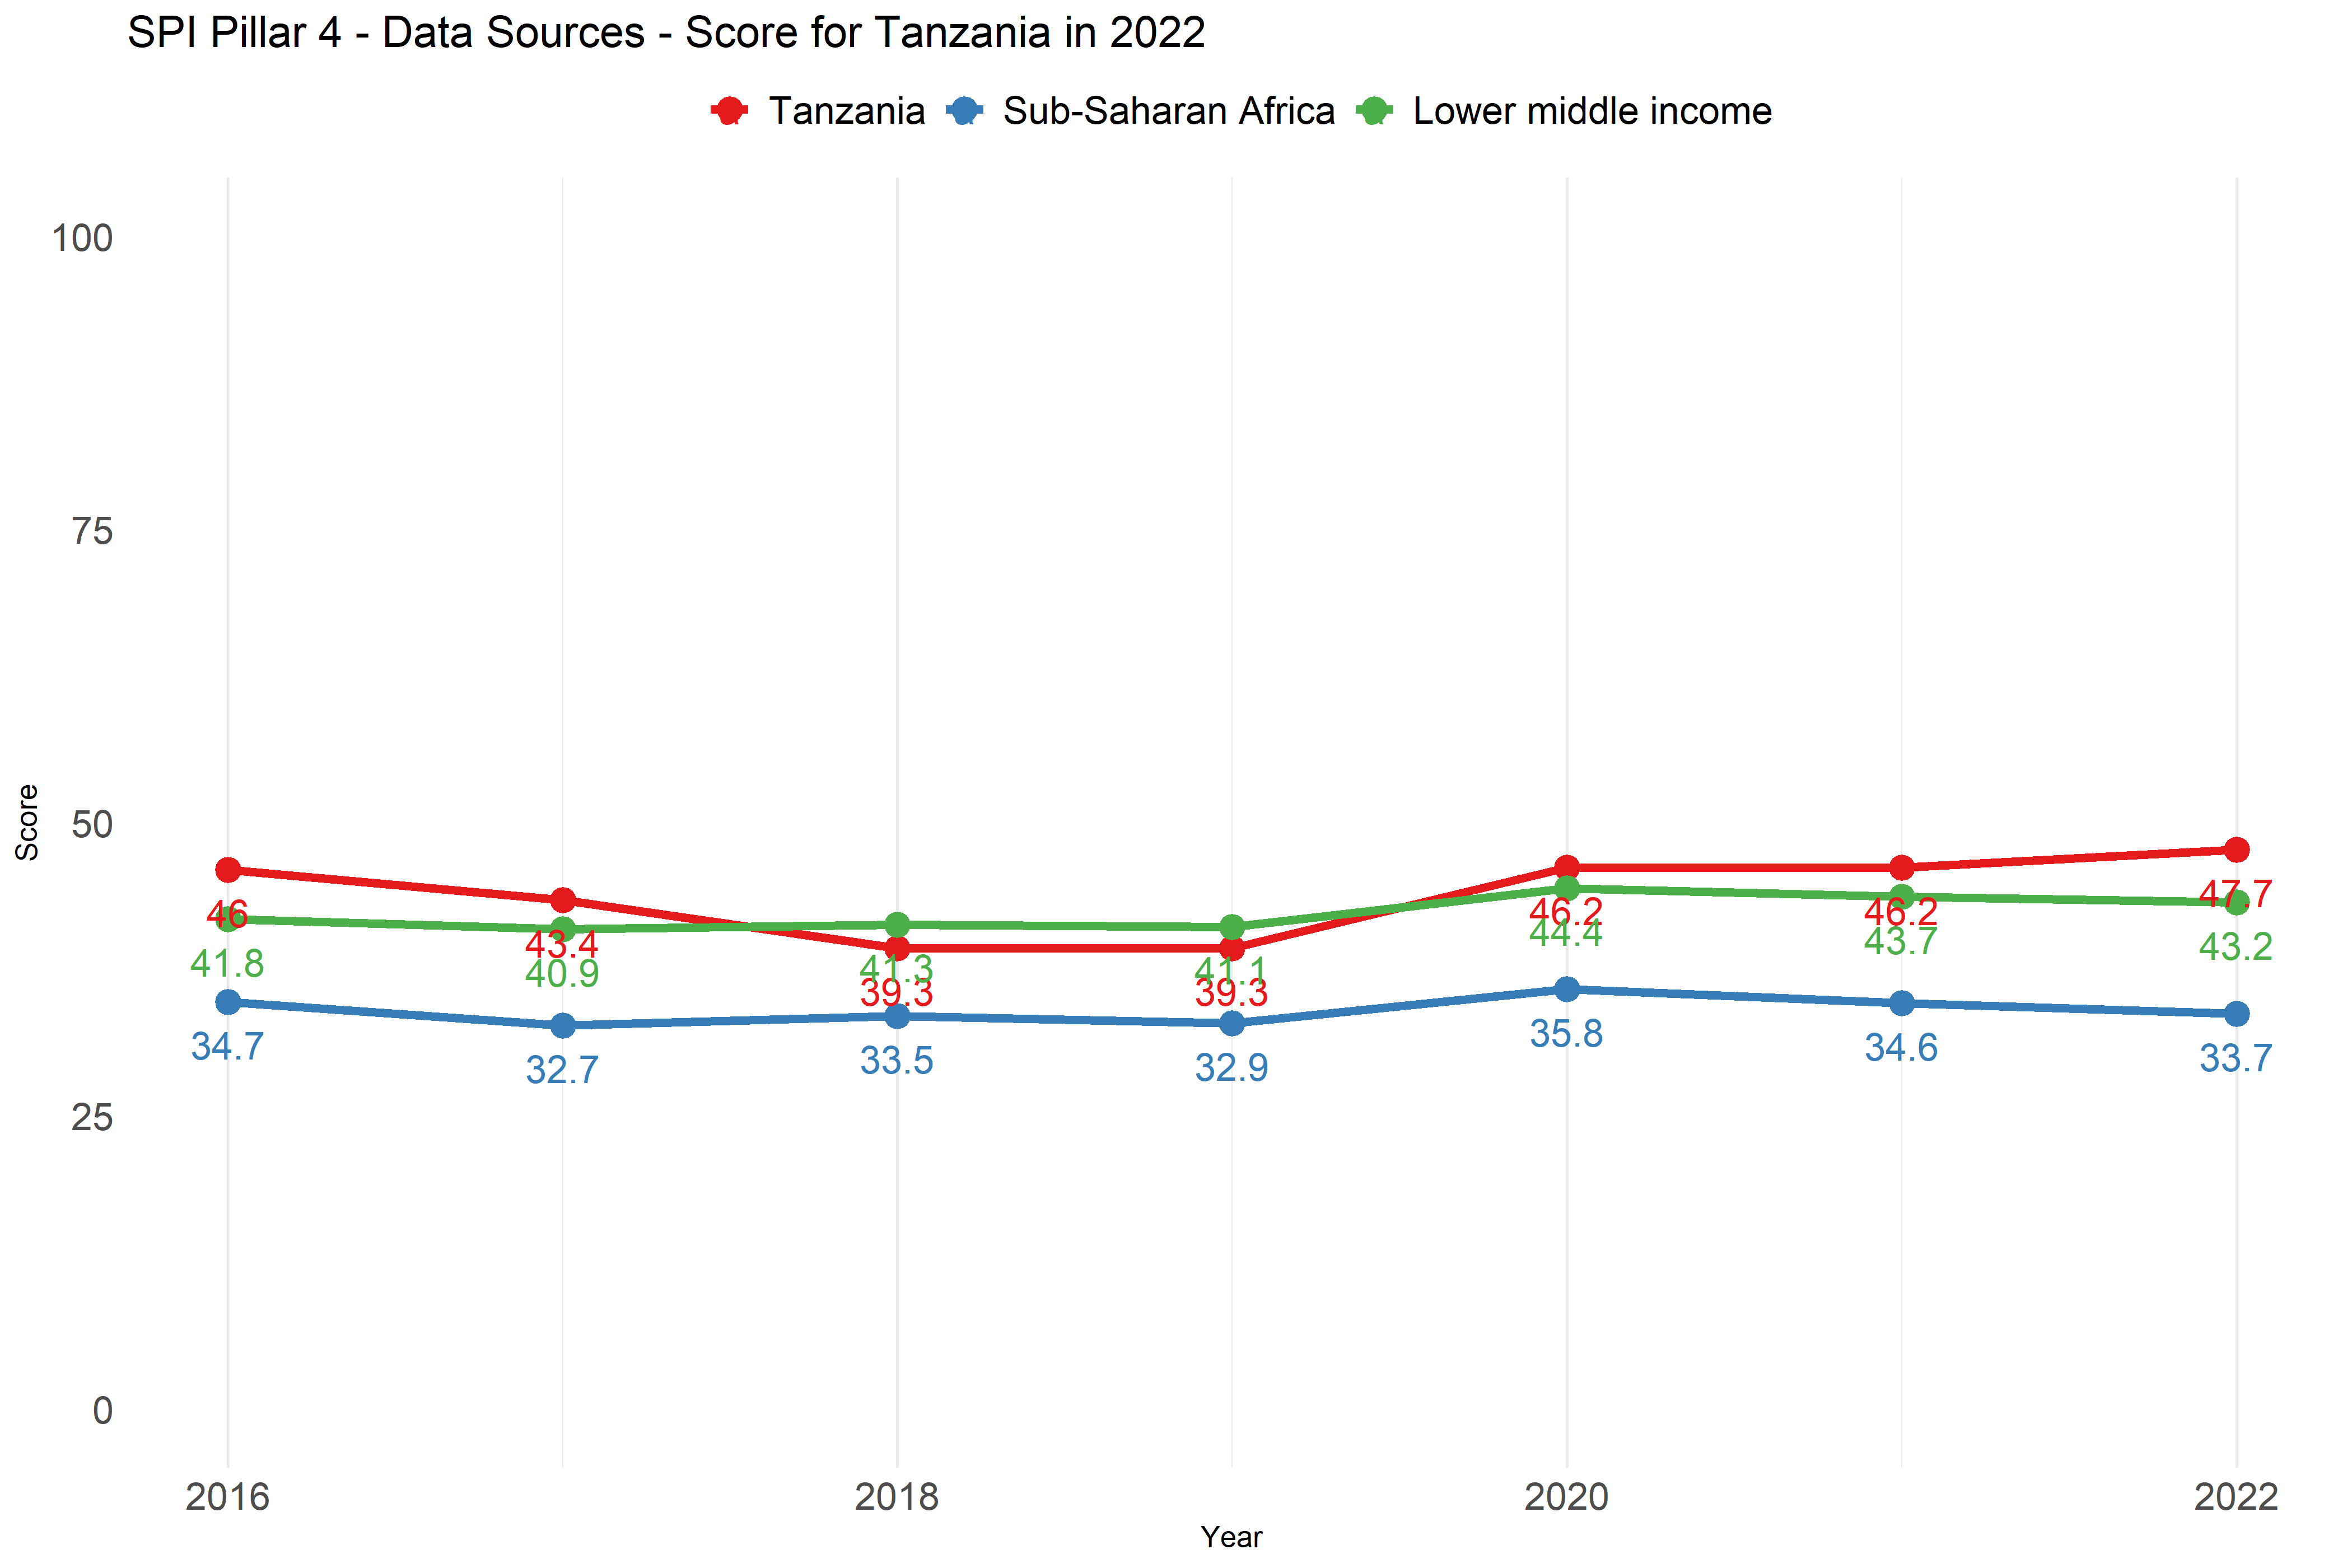 SPI Pillar 4 - Data Sources - Score for Tanzania in 2022
Tanzania Sub-Saharan Africa Lower middle income
100
75
50
25
0
Score
46 43.4 39.3 39.3 46.2 46.2 47.7
41.8 40.9 41.3 41.1 44.4 43.7 43.2
34.7 32.7 33.5 32.9 35.8 34.6 33.7
2016 2018 2020 2022
Year